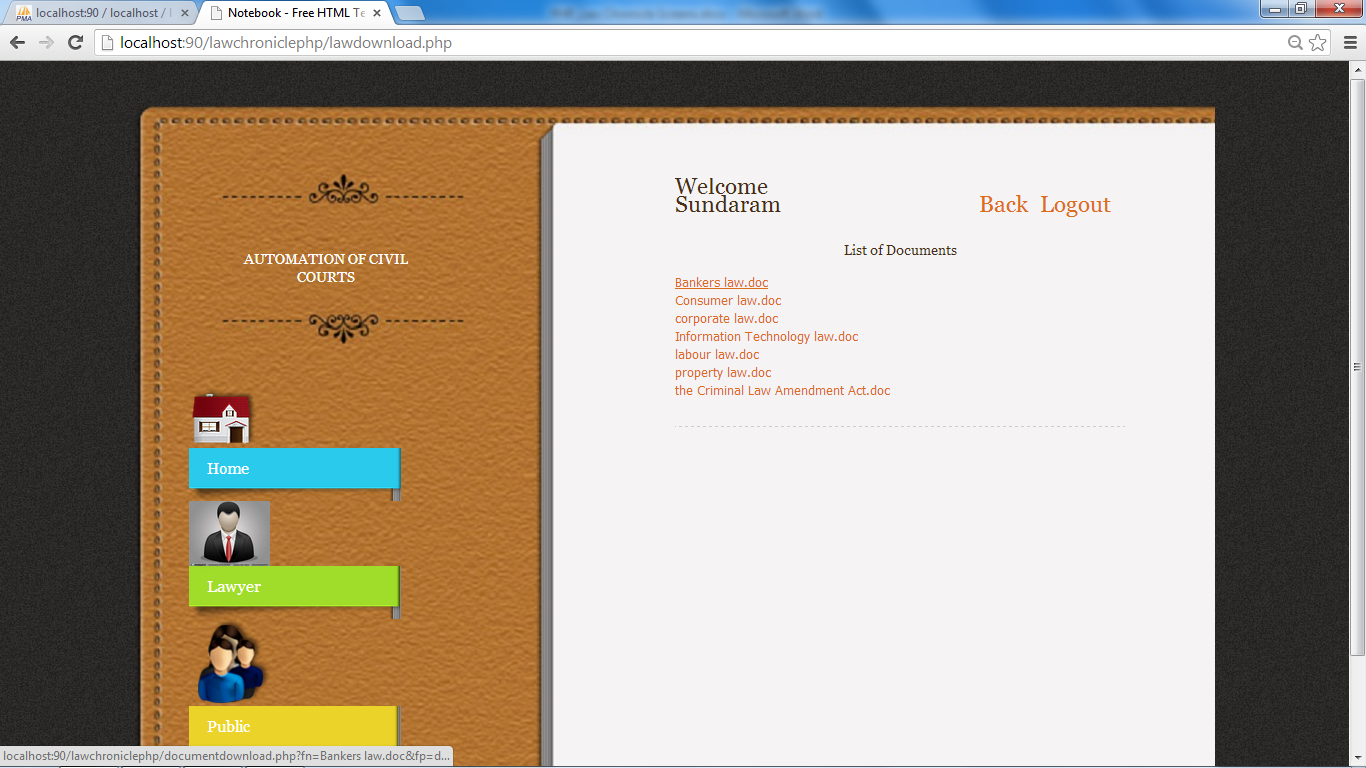 localhost:90 / localhost / l
Notebook - Free HTML Te
localhost:90/lawchroniclephp/lawdownload.php
Welcome
Sundaram
Back Logout
List of Documents
AUTOMATION OF CIVIL
COURTS
Bankers law.doc
Consumer law.doc
corporate law.doc
Information Technology law.doc
labour law.doc
property law.doc
the Criminal Law Amendment Act.doc
Home
Lawyer
Public
localhost:90/lawchroniclephp/documentdownload.php?fn=Bankers law.doc&fp=d...